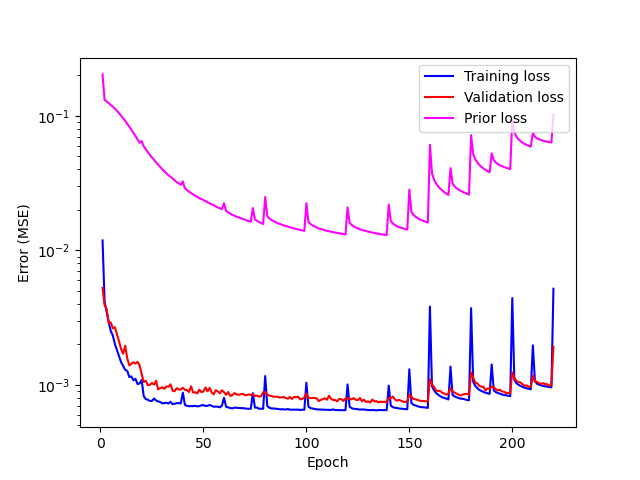 Training loss
Validation loss
Prior loss
10⁻¹
10⁻²
10⁻³
Error (MSE)
0 50 100 150 200
Epoch